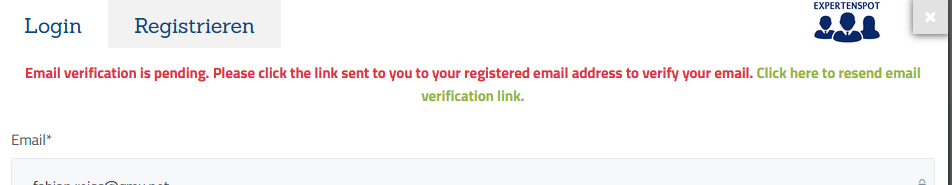 EXPERTENSPOT
Login
Registrieren
Email verification is pending. Please click the link sent to you to your registered email address to verify your email. Click here to resend email
verification link.
Email*